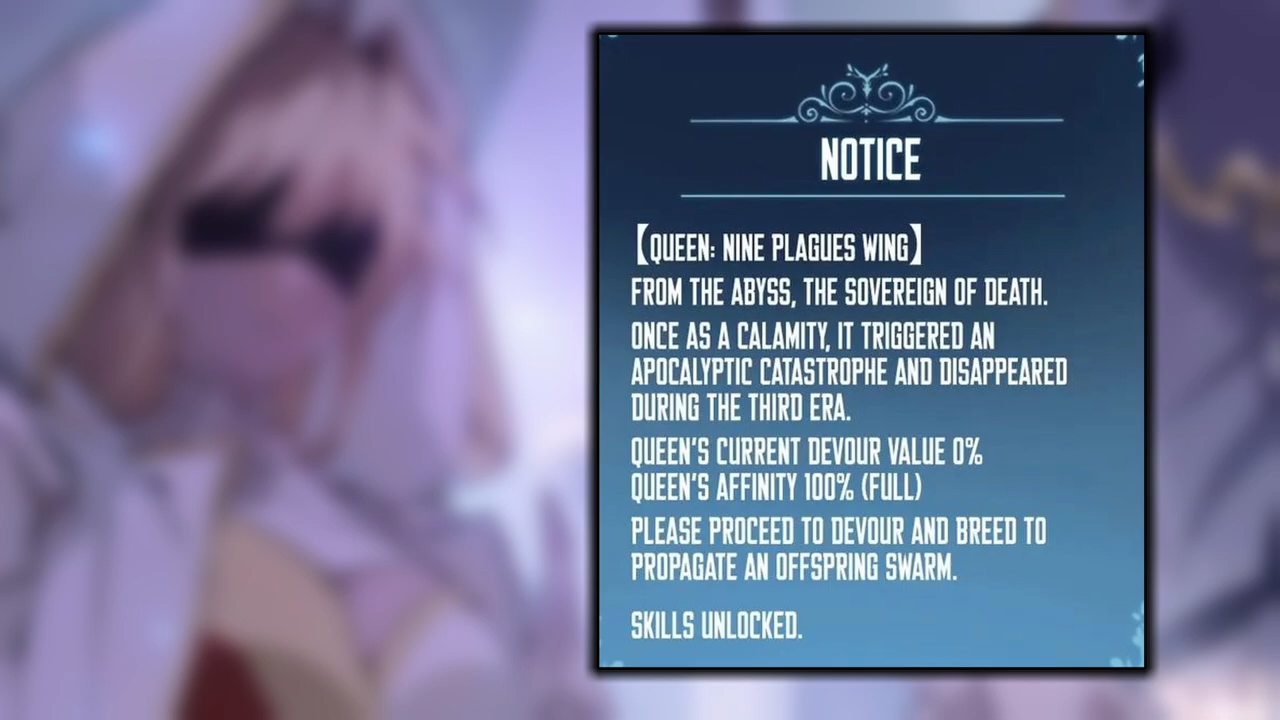 NOTICE
【QUEEN: NINE PLAGUES WING】
FROM THE ABYSS, THE SOVEREIGN OF DEATH.
ONCE AS A CALAMITY, IT TRIGGERED AN
APOCALYPTIC CATASTROPHE AND DISAPPEARED
DURING THE THIRD ERA.
QUEEN'S CURRENT DEVOUR VALUE 0%
QUEEN'S AFFINITY 100% (FULL)
PLEASE PROCEED TO DEVOUR AND BREED TO
PROPAGATE AN OFFSPRING SWARM.
SKILLS UNLOCKED.